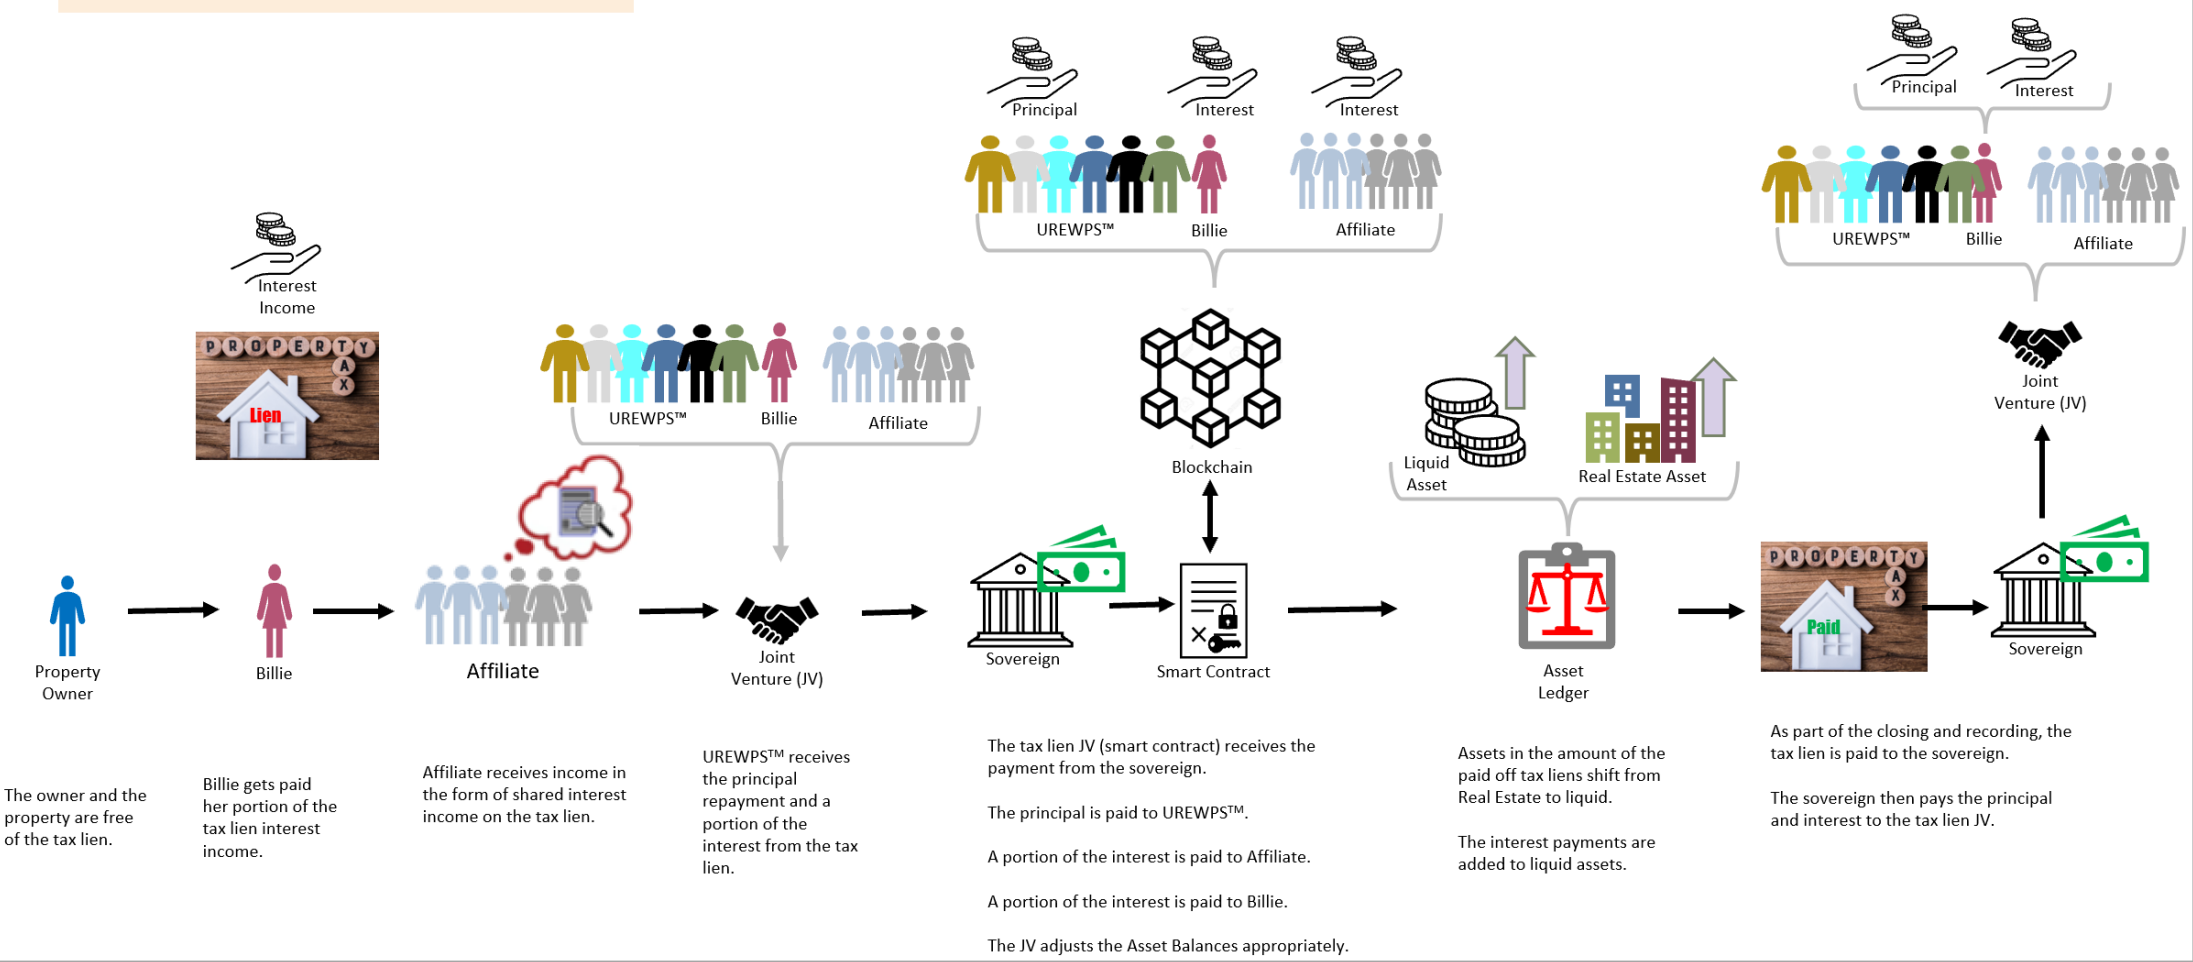 Principal
Interest
Interest
UREWPS™
Billie
Affiliate
Principal
Interest
UREWPS™
Billie
Affiliate
Interest
Income
PROPERTY
TAX
Lien
UREWPS™
Billie
Affiliate
Blockchain
Liquid
Asset
Real Estate Asset
Joint
Venture (JV)
Property
Owner
Billie
Affiliate
Joint
Venture (JV)
Sovereign
Smart Contract
Asset
Ledger
PROPERTY
TAX
Paid
Sovereign
The owner and the
property are free
of the tax lien.
Billie gets paid
her portion of the
tax lien interest
income.
Affiliate receives income in
the form of shared interest
income on the tax lien.
UREWPS™ receives
the principal
repayment and a
portion of the
interest from the tax
lien.
The tax lien JV (smart contract) receives the
payment from the sovereign.
The principal is paid to UREWPS™.
A portion of the interest is paid to Affiliate.
A portion of the interest is paid to Billie.
The JV adjusts the Asset Balances appropriately.
Assets in the amount of the
paid off tax liens shift from
Real Estate to liquid.
The interest payments are
added to liquid assets.
As part of the closing and recording, the
tax lien is paid to the sovereign.
The sovereign then pays the principal
and interest to the tax lien JV.